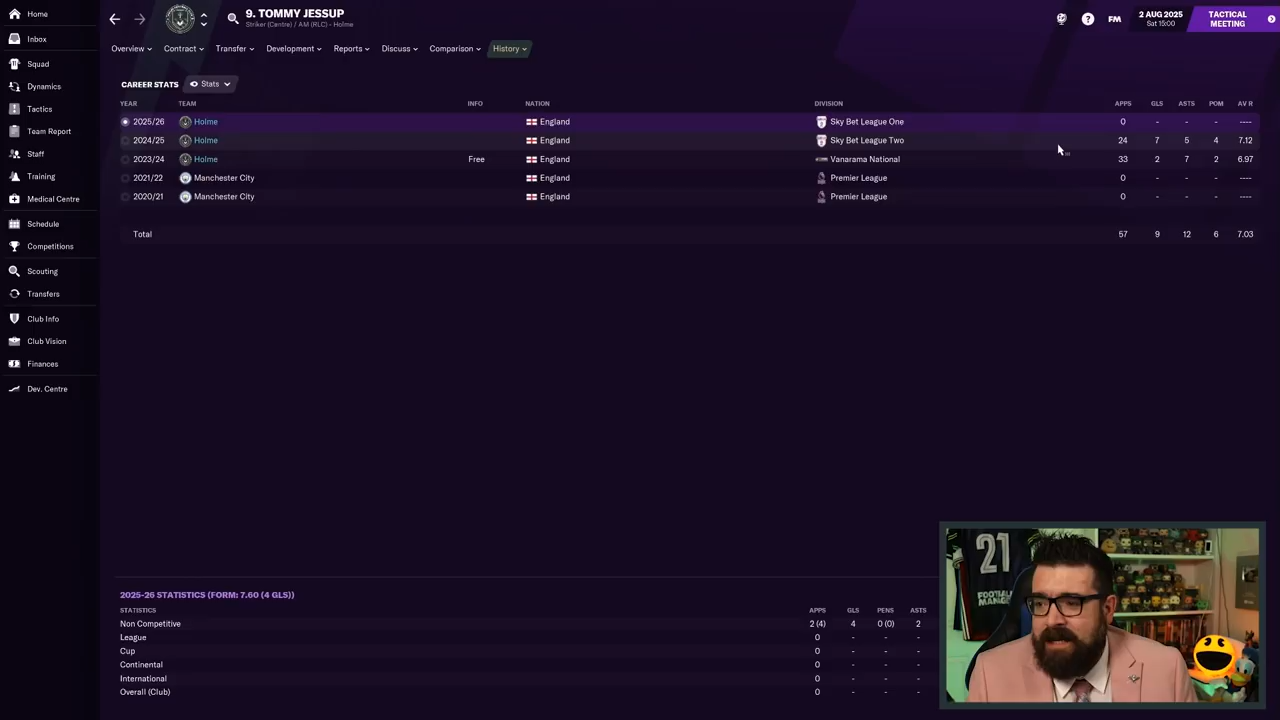 Home
Inbox
Squad
Dynamics
Tactics
Team Report
Staff
Training
Medical Centre
Schedule
Competitions
Scouting
Transfers
Club Info
Club Vision
Finances
Dev. Centre
9. TOMMY JESSUP
Striker (Centre) / AM (RLC) - Holme
FM
2 AUG 2025
Sat 15:00
TACTICAL MEETING
Overview Contract Transfer Development Reports Discuss Comparison History
CAREER STATS Stats
YEAR TEAM INFO NATION DIVISION APPS GLS ASTS POM AV R
2025/26 Holme England Sky Bet League One 0 - - - ----
2024/25 Holme England Sky Bet League Two 24 7 5 4 7.12
2023/24 Holme Free England Vanarama National 33 2 7 2 6.97
2021/22 Manchester City England Premier League 0 - - - ----
2020/21 Manchester City England Premier League 0 - - - ----
Total 57 9 12 6 7.03
2025-26 STATISTICS (FORM: 7.60 (4 GLS))
STATISTICS APPS GLS PENS ASTS
Non Competitive 2 (4) 4 0 (0) 2
League 0 - - -
Cup 0 - - -
Continental 0 - - -
International 0 - - -
Overall (Club) 0 - - -
21